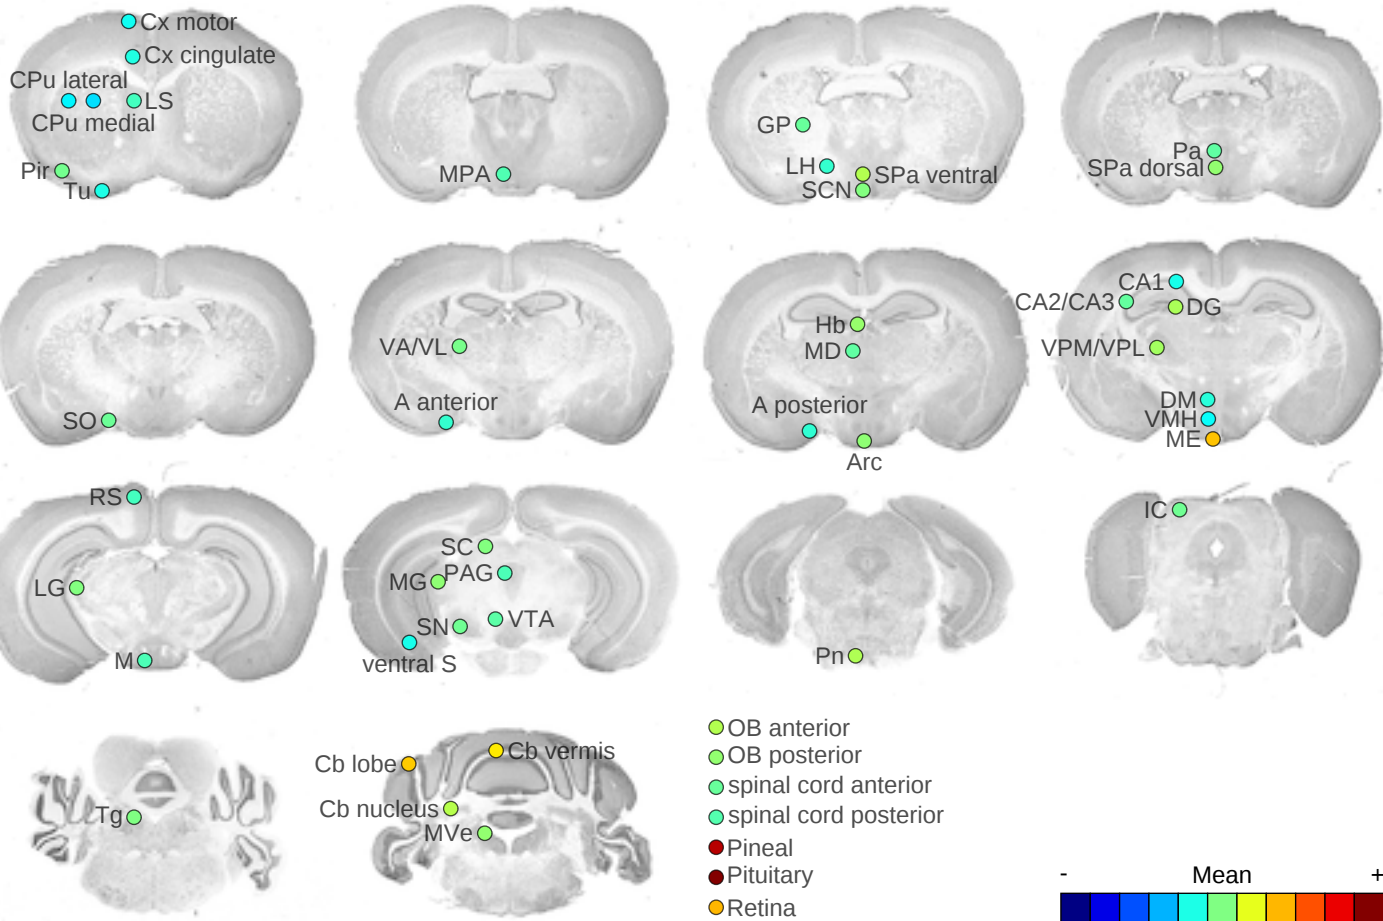 Cx motor
Cx cingulate
CPu lateral
LS
CPu medial
Pir
Tu
MPA
GP
LH
SPa ventral
SCN
Pa
SPa dorsal
SO
VA/VL
A anterior
Hb
MD
A posterior
Arc
CA1
CA2/CA3
DG
VPM/VPL
DM
VMH
ME
RS
LG
M
SC
MG
PAG
SN
VTA
ventral S
Pn
IC
Tg
Cb lobe
Cb vermis
Cb nucleus
MVe
OB anterior
OB posterior
spinal cord anterior
spinal cord posterior
Pineal
Pituitary
Retina
- Mean +